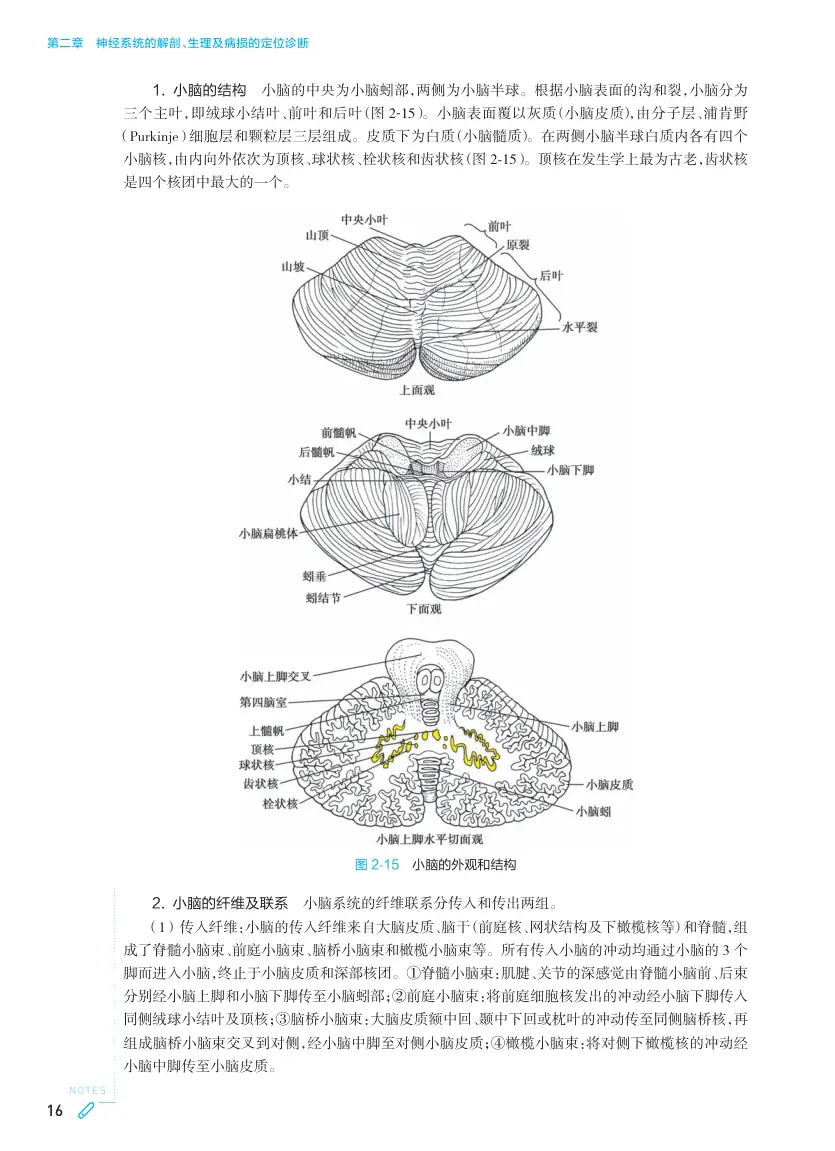 第二章 神经系统的解剖、生理及病损的定位诊断
1. 小脑的结构 小脑的中央为小脑蚓部,两侧为小脑半球。根据小脑表面的沟和裂,小脑分为
三个主叶,即绒球小结叶、前叶和后叶(图 2-15)。小脑表面覆以灰质(小脑皮质),由分子层、浦肯野
(Purkinje)细胞层和颗粒层三层组成。皮质下为白质(小脑髓质)。在两侧小脑半球白质内各有四个
小脑核,由内向外依次为顶核、球状核、栓状核和齿状核(图 2-15)。顶核在发生学上最为古老,齿状核
是四个核团中最大的一个。
中央小叶
山顶
山坡
前叶
原裂
后叶
水平裂
上面观
中央小叶
前髓帆
后髓帆
小结
小脑扁桃体
蚓垂
蚓结节
小脑中脚
绒球
小脑下脚
下面观
小脑上脚交叉
第四脑室
上髓帆
顶核
球状核
齿状核
栓状核
小脑上脚
小脑皮质
小脑蚓
小脑上脚水平切面观
图 2-15 小脑的外观和结构
2. 小脑的纤维及联系 小脑系统的纤维联系分传入和传出两组。
(1)传入纤维:小脑的传入纤维来自大脑皮质、脑干(前庭核、网状结构及下橄榄核等)和脊髓,组
成了脊髓小脑束、前庭小脑束、脑桥小脑束和橄榄小脑束等。所有传入小脑的冲动均通过小脑的 3 个
脚而进入小脑,终止于小脑皮质和深部核团。①脊髓小脑束:肌腱、关节的深感觉由脊髓小脑前、后束
分别经小脑上脚和小脑下脚传至小脑蚓部;②前庭小脑束:将前庭细胞核发出的冲动经小脑下脚传入
同侧绒球小结叶及顶核;③脑桥小脑束:大脑皮质额中回、颞中下回或枕叶的冲动传至同侧脑桥核,再
组成脑桥小脑束交叉到对侧,经小脑中脚至对侧小脑皮质;④橄榄小脑束:将对侧下橄榄核的冲动经
小脑中脚传至小脑皮质。
NOTES
16